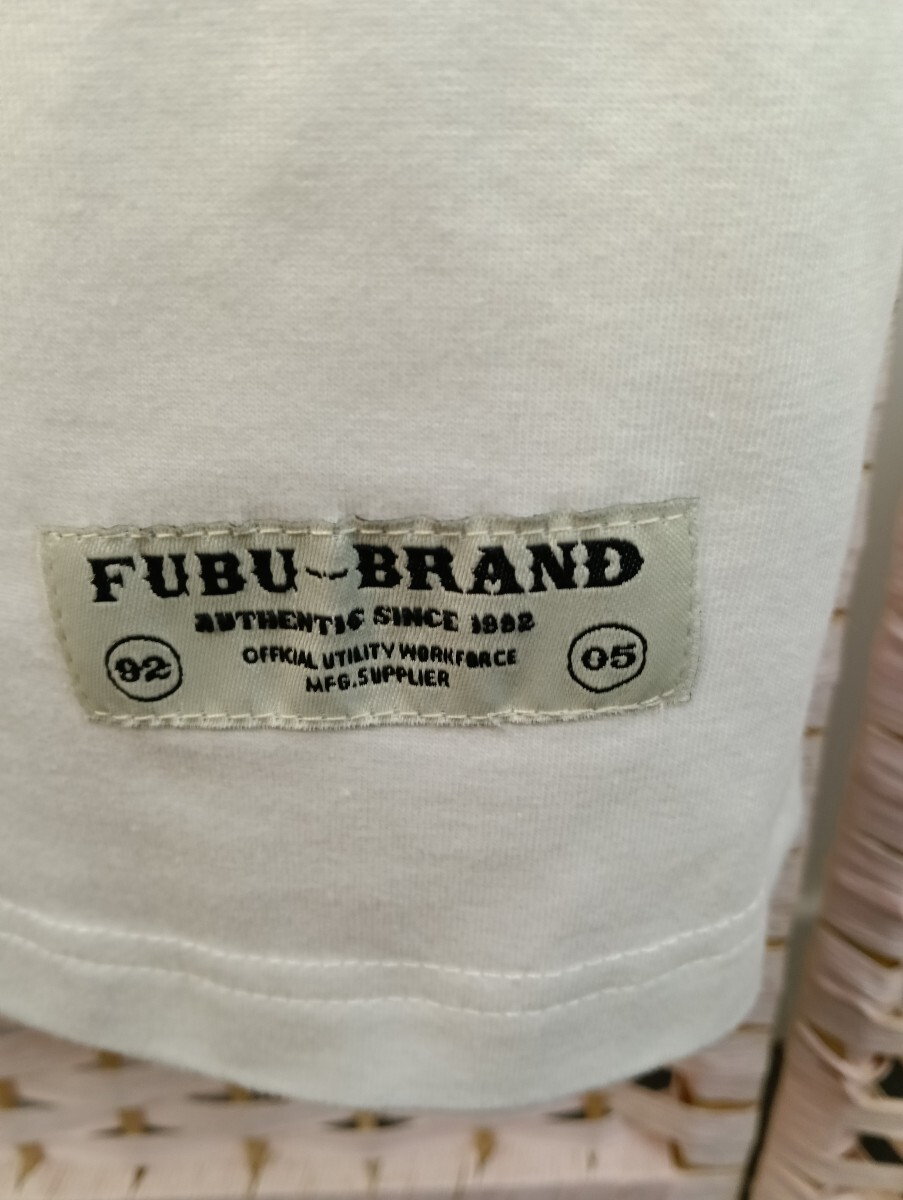 FUBU~BRAND
AUTHENTIC SINCE 1992
92
OFFICIAL UTILITY WORKFORCE
MFG.SUPPLIER
05